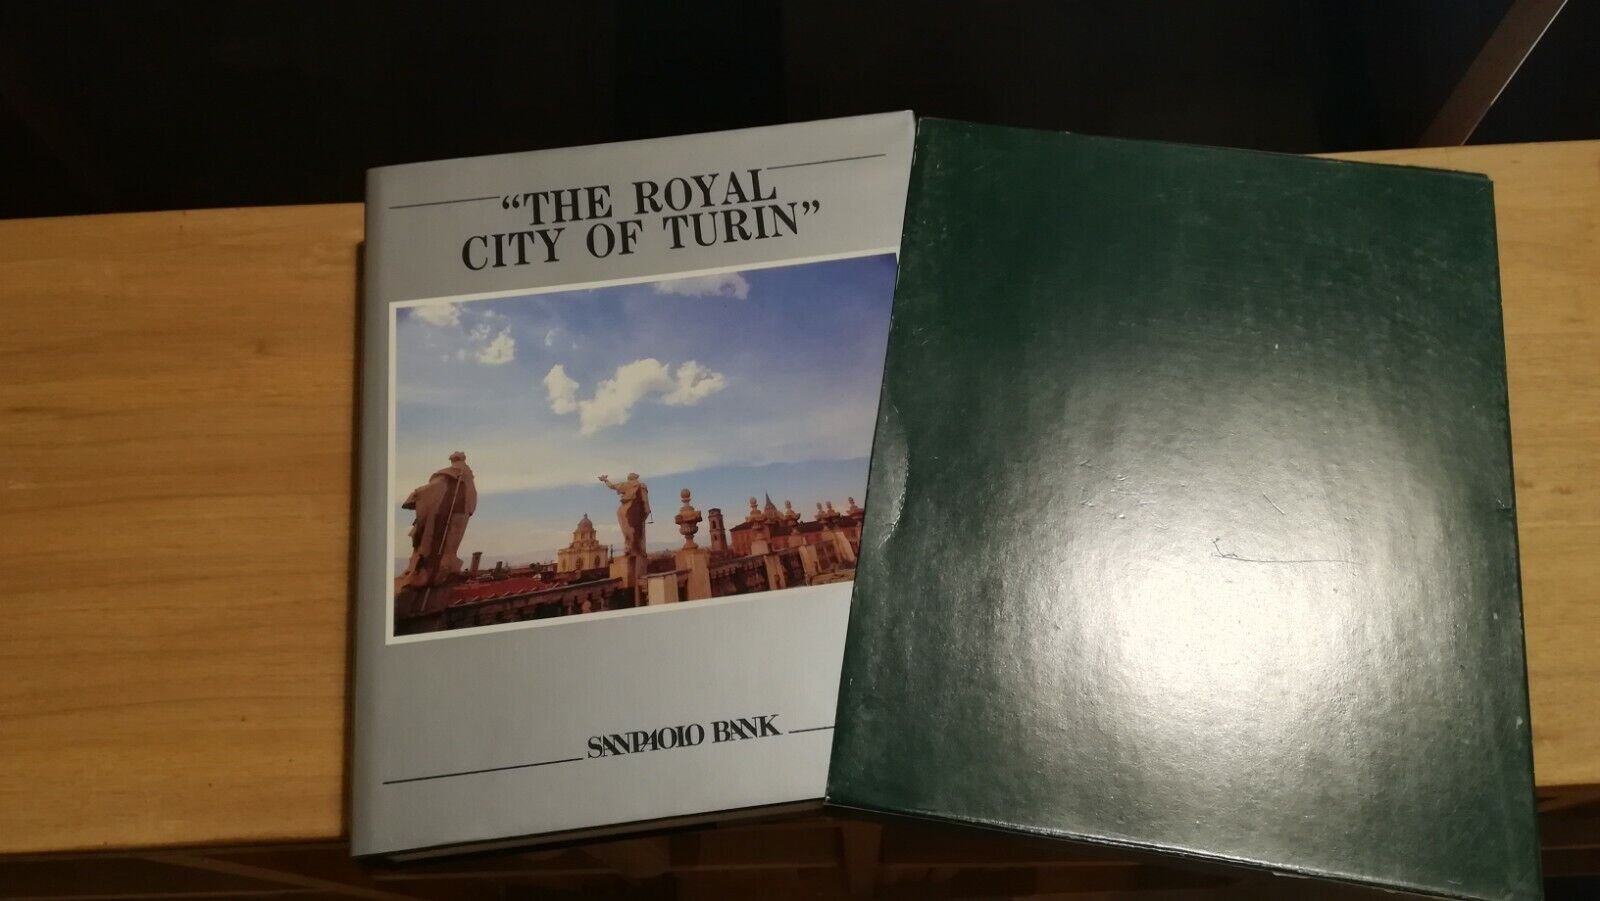 “THE ROYAL
CITY OF TURIN”
SANPAOLO BANK